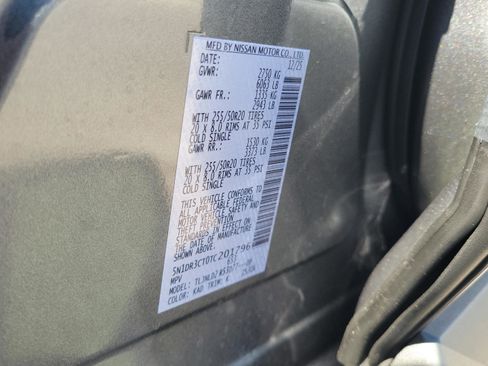 MFD BY NISSAN MOTOR CO., LTD.
DATE: 12/25
GVWR: 2750 KG
6063 LB
GAWR FR.: 1335 KG
2943 LB
WITH 255/50R20 TIRES
20 X 8.0 RIMS AT 35 PSI
COLD SINGLE
GAWR RR.: 1530 KG
3373 LB
WITH 255/50R20 TIRES
20 X 8.0 RIMS AT 35 PSI
COLD SINGLE
THIS VEHICLE CONFORMS TO
ALL APPLICABLE FEDERAL
MOTOR VEHICLE SAFETY AND
THEFT PREVENTION
STANDARDS IN EFFECT ON
THE DATE OF MANUFACTURE
SHOWN ABOVE
5N1DR3CT0TC201796
MPV
MODEL:
COLOR: KAD TRIM: K